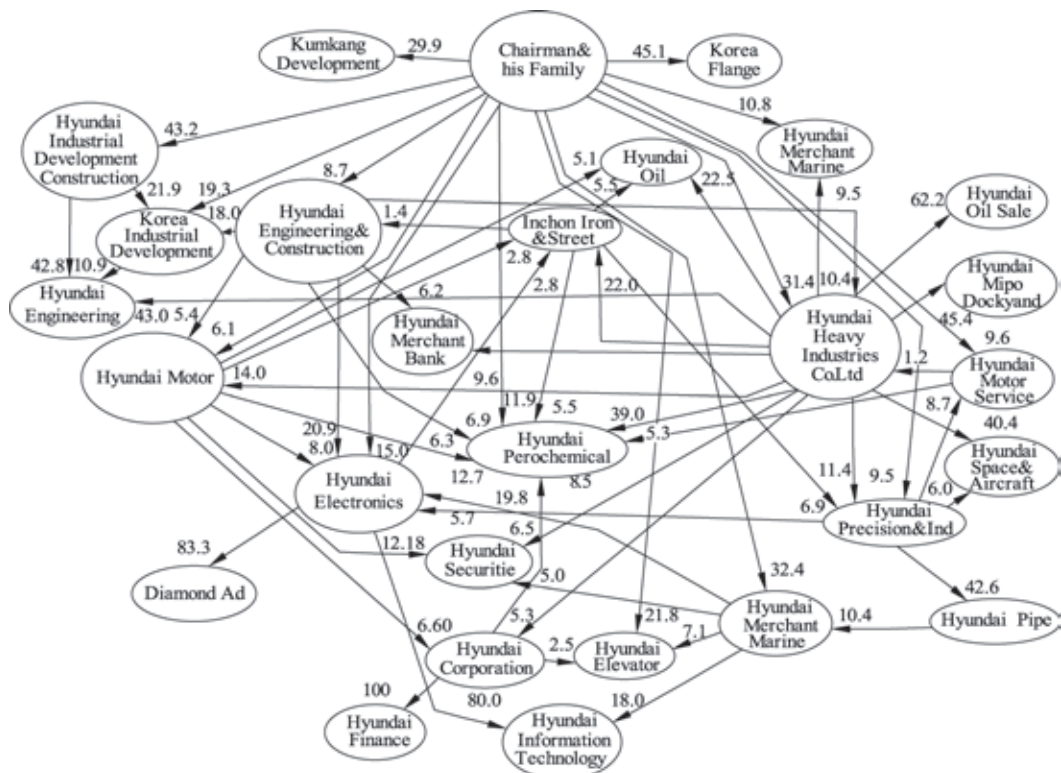 Chairman&
his Family
Kumkang
Development
29.9
45.1
Korea
Flange
10.8
Hyundai
Merchant
Marine
Hyundai
Industrial
Development
Construction
43.2
8.7
5.1
5.5
Hyundai
Oil
22.5
9.5
62.2
Hyundai
Oil Sale
21.9
19.3
Korea
Industrial
Development
18.0
Hyundai
Engineering&
Construction
1.4
Inchon Iron
&Street
2.8
2.8
22.0
31.4
10.4
Hyundai
Mipo
Dockyand
42.8
10.9
Hyundai
Engineering
43.0
5.4
6.1
6.2
Hyundai
Merchant
Bank
Hyundai
Heavy
Industries
Co.Ltd
45.4
9.6
1.2
Hyundai
Motor
Service
Hyundai Motor
14.0
9.6
11.9
5.5
39.0
5.3
8.7
40.4
6.9
6.3
Hyundai
Perochemical
8.5
20.9
8.0
15.0
12.7
Hyundai
Electronics
19.8
5.7
11.4
9.5
6.0
6.9
Hyundai
Space&
Aircraft
Hyundai
Precision&Ind
83.3
Diamond Ad
12.18
6.5
Hyundai
Securitie
5.0
32.4
42.6
Hyundai Pipe
10.4
Hyundai
Merchant
Marine
6.60
5.3
Hyundai
Corporation
2.5
21.8
7.1
Hyundai
Elevator
100
Hyundai
Finance
80.0
18.0
Hyundai
Information
Technology